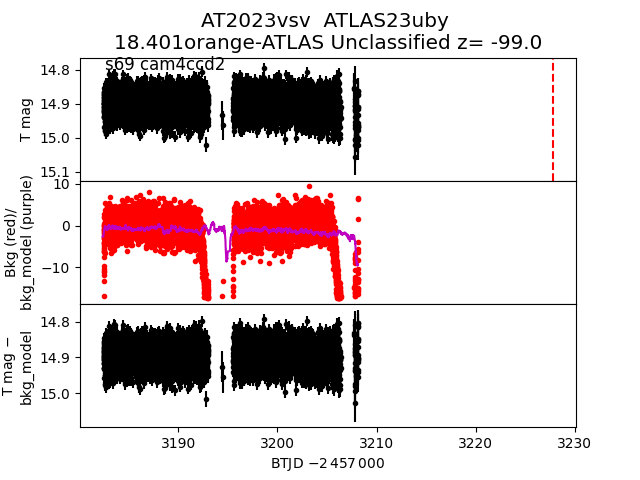 AT2023vsv  ATLAS23uby
18.401orange-ATLAS Unclassified z= -99.0
s69 cam4ccd2
14.8
14.9
15.0
15.1
T mag
10
0
−10
Bkg (red)/
bkg_model (purple)
14.8
14.9
15.0
T mag −
bkg_model
3190
3200
3210
3220
3230
BTJD −2 457 000